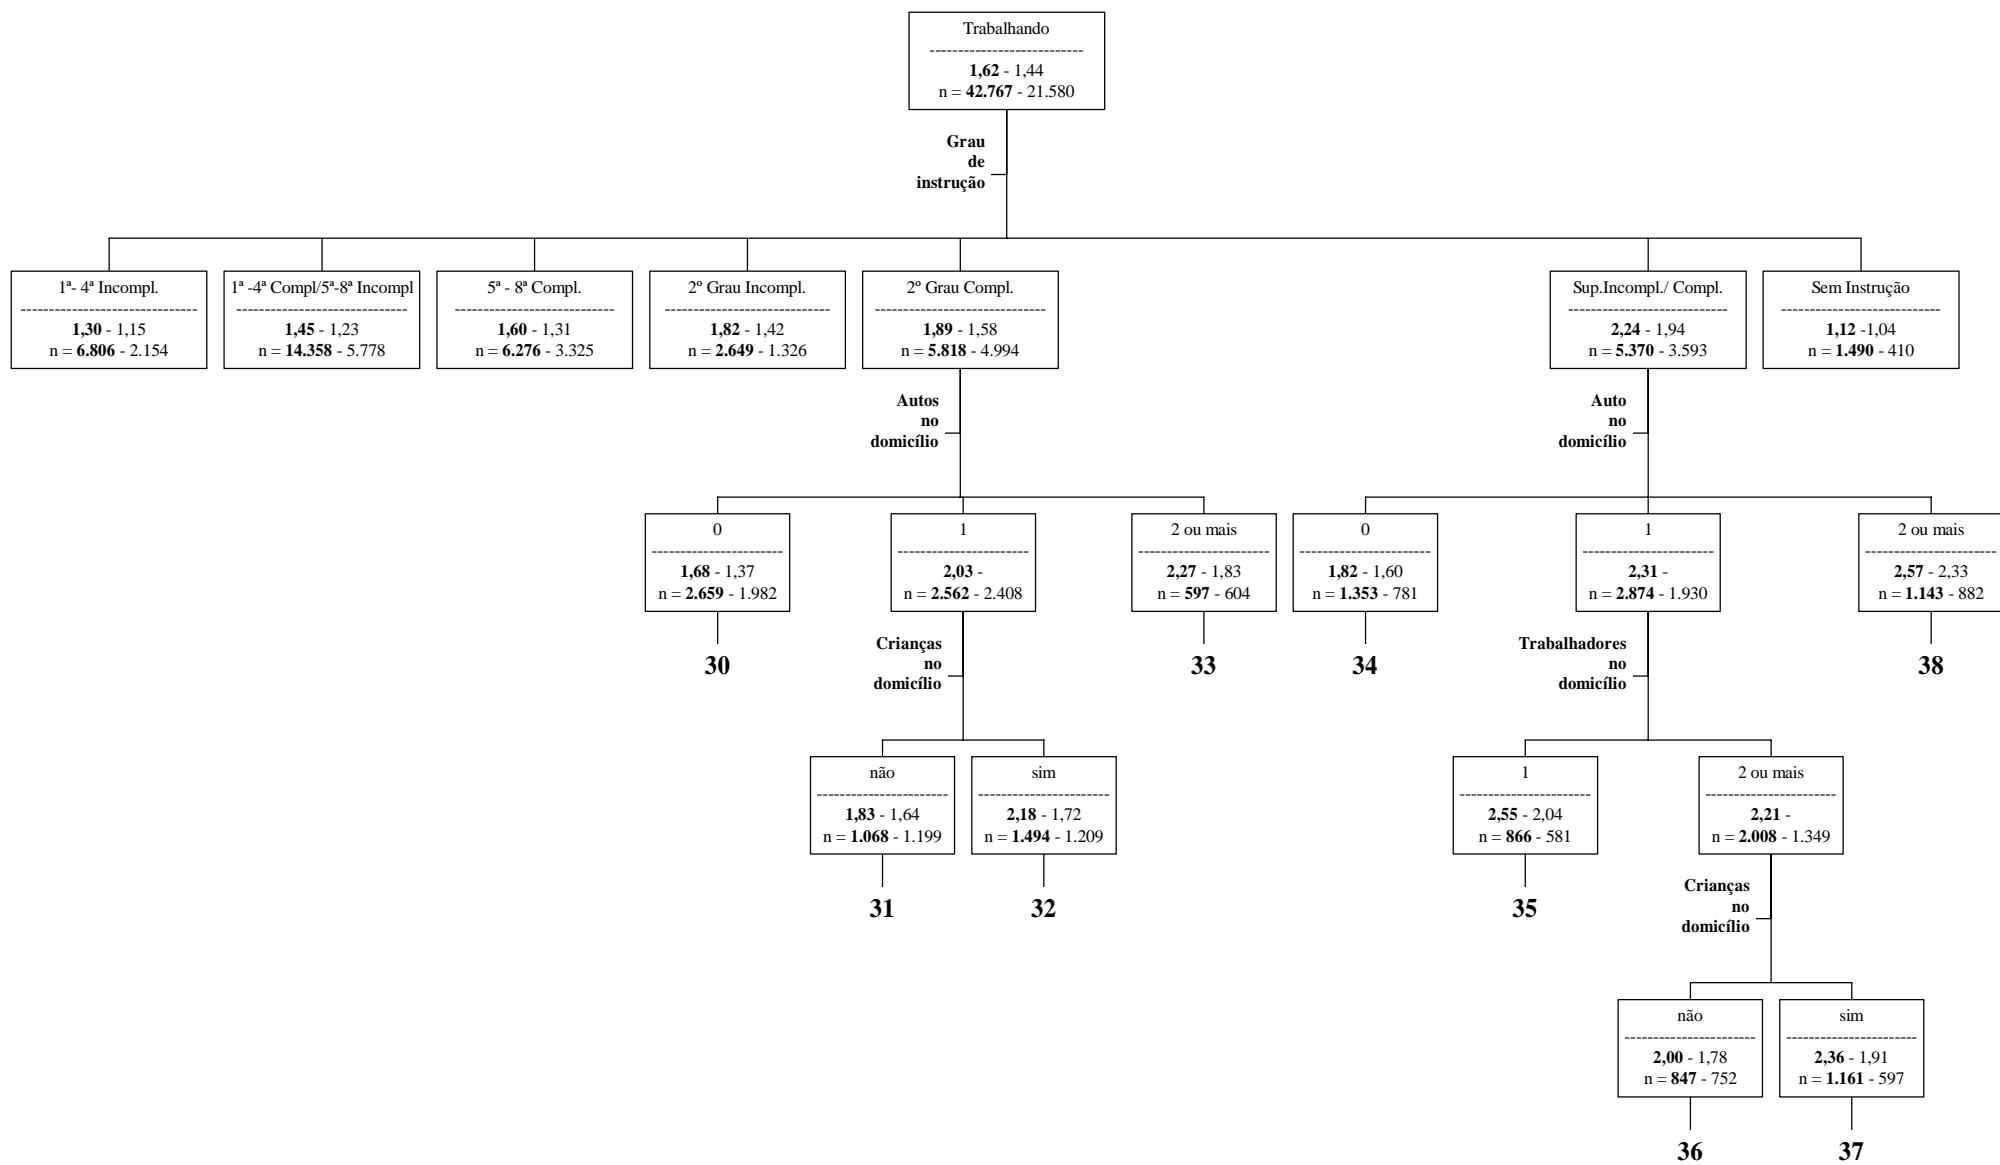 Trabalhando
---------------------------
1,62 - 1,44
n = 42.767 - 21.580
Grau
de
instrução
1ª- 4ª Incompl.
-------------------------------
1,30 - 1,15
n = 6.806 - 2.154
1ª -4ª Compl/5ª-8ª Incompl
-----------------------------------
1,45 - 1,23
n = 14.358 - 5.778
5ª - 8ª Compl.
----------------------------
1,60 - 1,31
n = 6.276 - 3.325
2º Grau Incompl.
-----------------------------
1,82 - 1,42
n = 2.649 - 1.326
2º Grau Compl.
----------------------------
1,89 - 1,58
n = 5.818 - 4.994
Sup.Incompl./ Compl.
----------------------------
2,24 - 1,94
n = 5.370 - 3.593
Sem Instrução
----------------------------
1,12 -1,04
n = 1.490 - 410
Autos
no
domicílio
Auto
no
domicílio
0
-----------------------
1,68 - 1,37
n = 2.659 - 1.982
1
-----------------------
2,03 -
n = 2.562 - 2.408
2 ou mais
-----------------------
2,27 - 1,83
n = 597 - 604
0
-----------------------
1,82 - 1,60
n = 1.353 - 781
1
-----------------------
2,31 -
n = 2.874 - 1.930
2 ou mais
-----------------------
2,57 - 2,33
n = 1.143 - 882
30
Crianças
no
domicílio
33
34
Trabalhadores
no
domicílio
38
não
-----------------------
1,83 - 1,64
n = 1.068 - 1.199
sim
-----------------------
2,18 - 1,72
n = 1.494 - 1.209
1
-----------------------
2,55 - 2,04
n = 866 - 581
2 ou mais
-----------------------
2,21 -
n = 2.008 - 1.349
31
32
35
Crianças
no
domicílio
não
-----------------------
2,00 - 1,78
n = 847 - 752
sim
-----------------------
2,36 - 1,91
n = 1.161 - 597
36
37